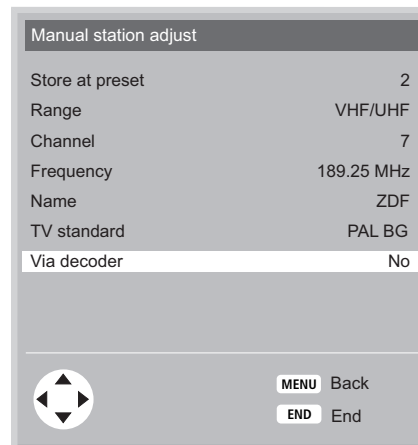 Manual station adjust
Store at preset 2
Range VHF/UHF
Channel 7
Frequency 189.25 MHz
Name ZDF
TV standard PAL BG
Via decoder No
MENU Back
END End